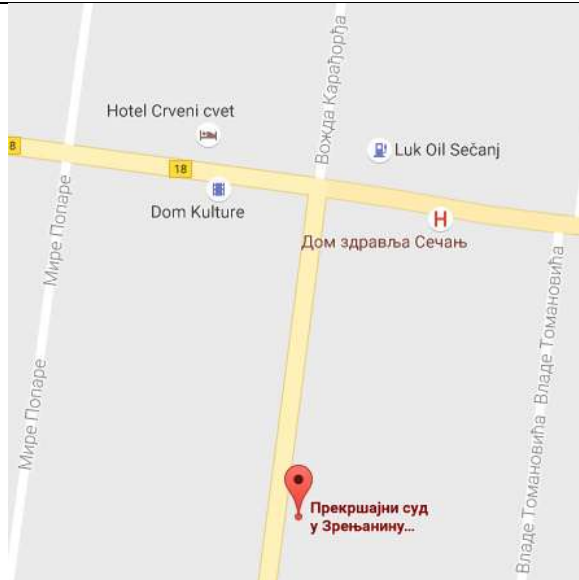 Вожда Карађорђа
Hotel Crveni cvet
8
18
Luk Oil Sečanj
Dom Kulture
H
Дом здравља Сечањ
Мире Попаре
Владе Томановића
Мире Попаре
Прекршајни суд
у Зрењанину...
Владе Томановића